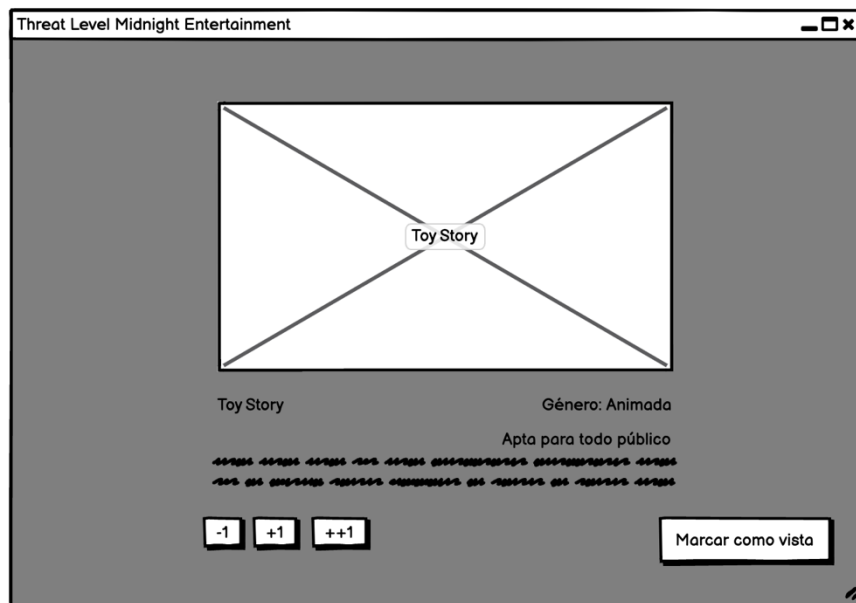 Threat Level Midnight Entertainment
Toy Story
Toy Story Género: Animada
Apta para todo público
-1 +1 ++1 Marcar como vista